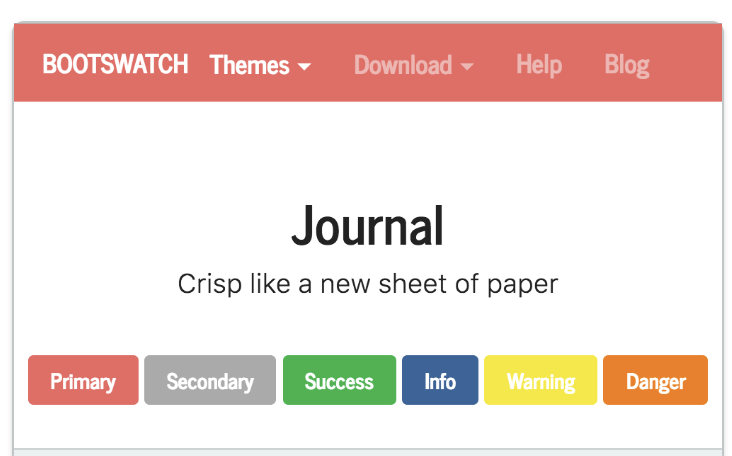 BOOTSWATCH Themes Download Help Blog
Journal
Crisp like a new sheet of paper
Primary Secondary Success Info Warning Danger